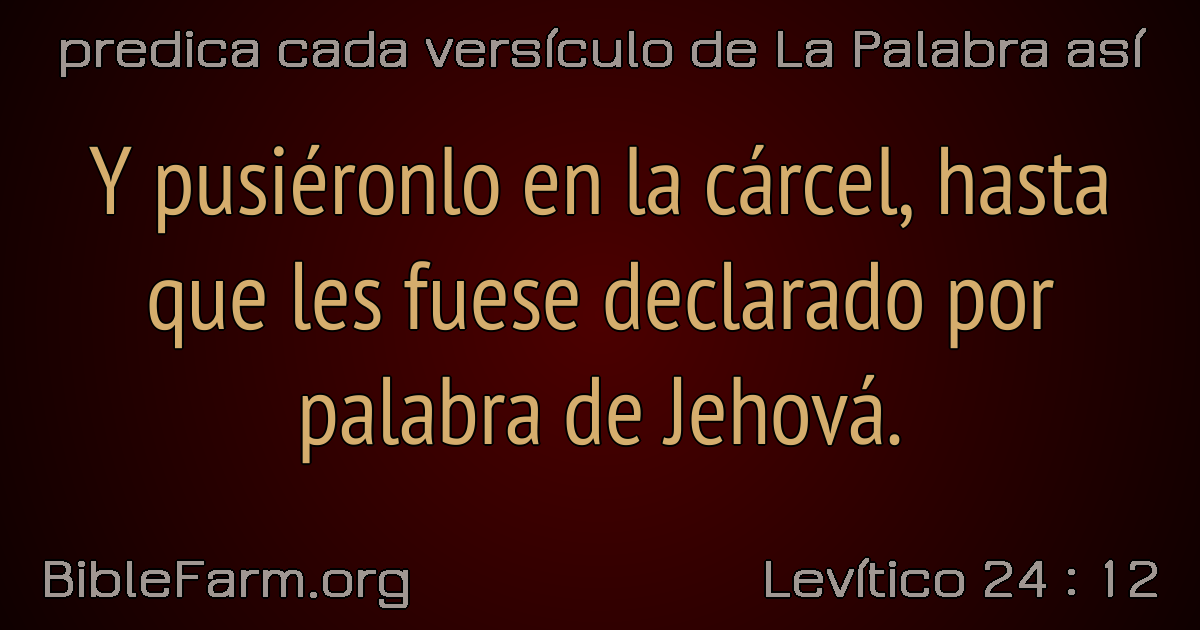 predica cada versículo de La Palabra así
Y pusiéronlo en la cárcel, hasta
que les fuese declarado por
palabra de Jehová.
BibleFarm.org
Levítico 24 : 12